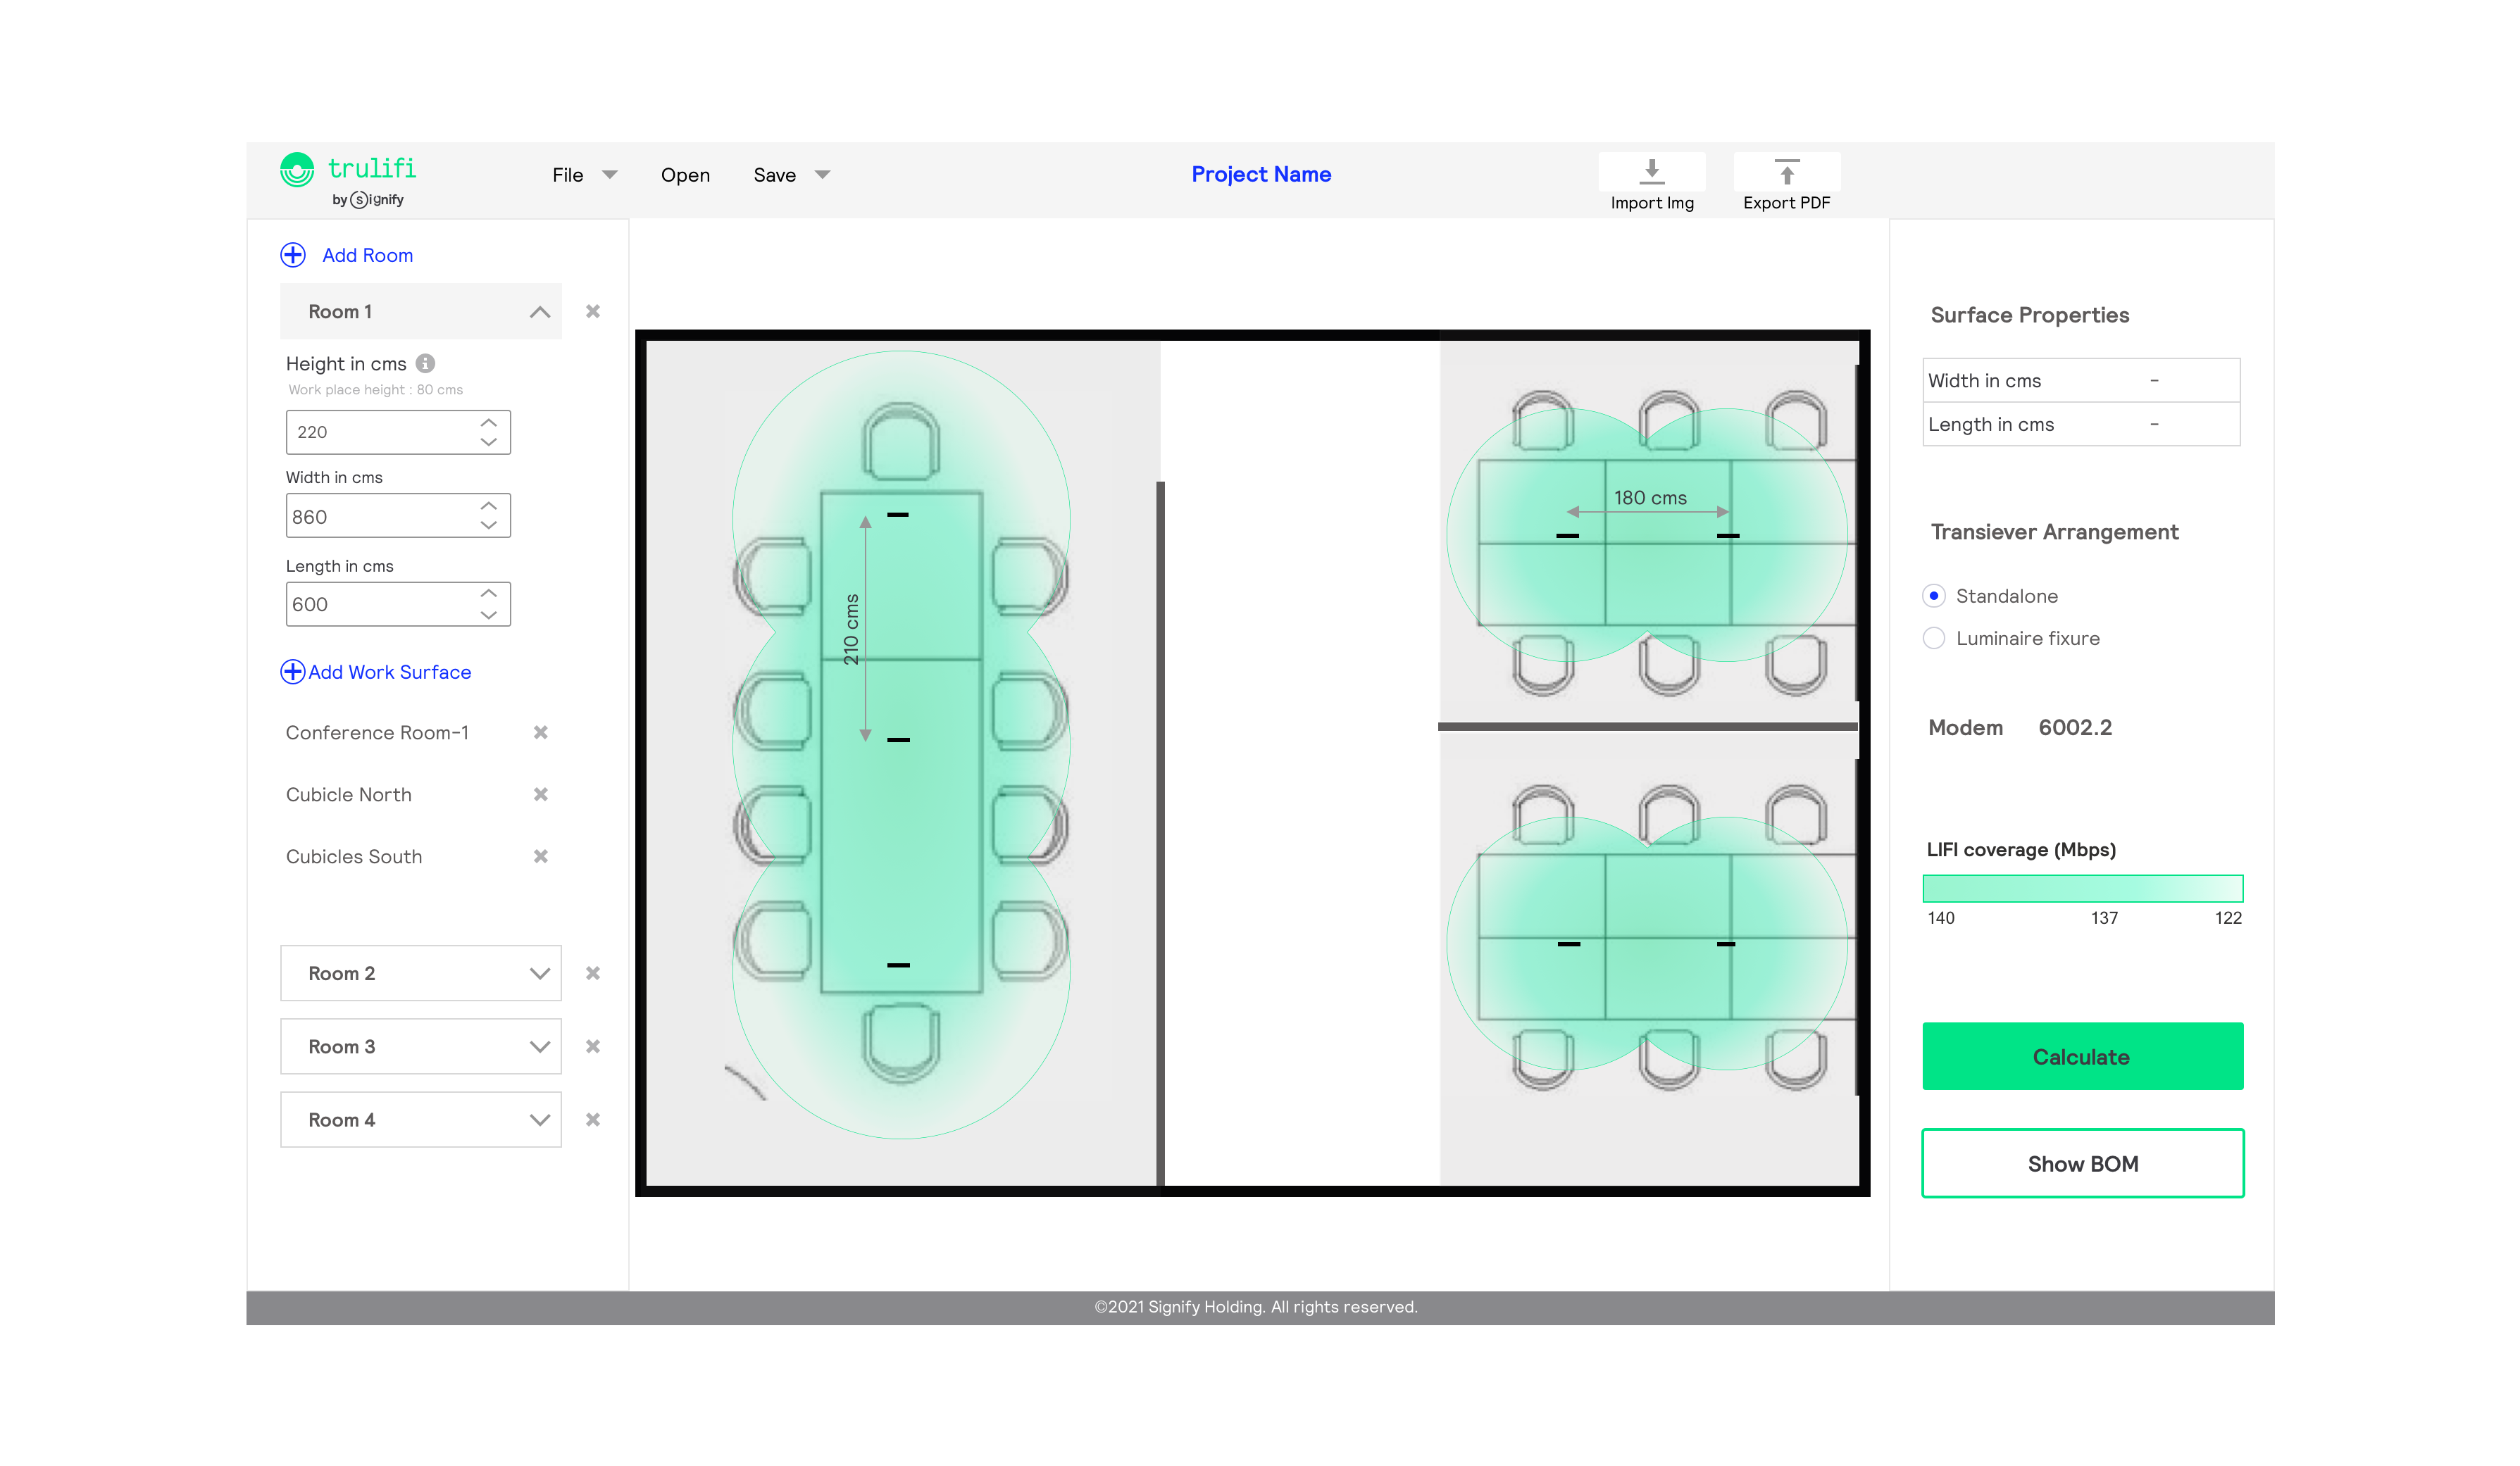 trulifi
by Signify
File
Open
Save
Project Name
Import Img
Export PDF
Add Room
Room 1
Height in cms
Work place height : 80 cms
220
Width in cms
860
Length in cms
600
Add Work Surface
Conference Room-1
Cubicle North
Cubicles South
Room 2
Room 3
Room 4
210 cms
180 cms
Surface Properties
Width in cms -
Length in cms -
Transiever Arrangement
Standalone
Luminaire fixure
Modem 6002.2
LIFI coverage (Mbps)
140 137 122
Calculate
Show BOM
©2021 Signify Holding. All rights reserved.